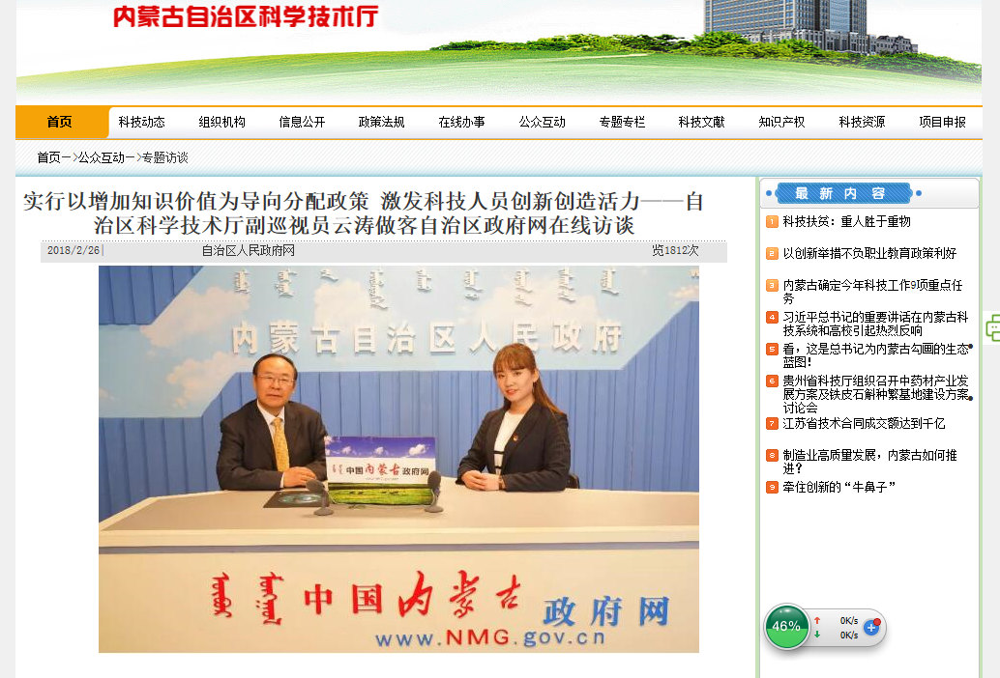 内蒙古自治区科学技术厅
首页 科技动态 组织机构 信息公开 政策法规 在线办事 公众互动 专题专栏 科技文献 知识产权 科技资源 项目申报
首页－>公众互动－>专题访谈
实行以增加知识价值为导向分配政策 激发科技人员创新创造活力——自
治区科学技术厅副巡视员云涛做客自治区政府网在线访谈
2018/2/26| 自治区人民政府网 览1812次
内蒙古自治区人民政府
中国内蒙古政府网
中国内蒙古政府网
www.NMG.gov.cn
最新内容
1 科技扶贫：重人胜于重物
2 以创新举措不负职业教育政策利好
3 内蒙古确定今年科技工作9项重点任
务
4 习近平总书记的重要讲话在内蒙古科
技系统和高校引起热烈反响
5 看，这是总书记为内蒙古勾画的生态
蓝图！
6 贵州省科技厅组织召开中药材产业发
展方案及铁皮石斛种繁基地建设方案
讨论会
7 江苏省技术合同成交额达到千亿
8 制造业高质量发展，内蒙古如何推
进？
9 牵住创新的“牛鼻子”
46%
0K/s
0K/s